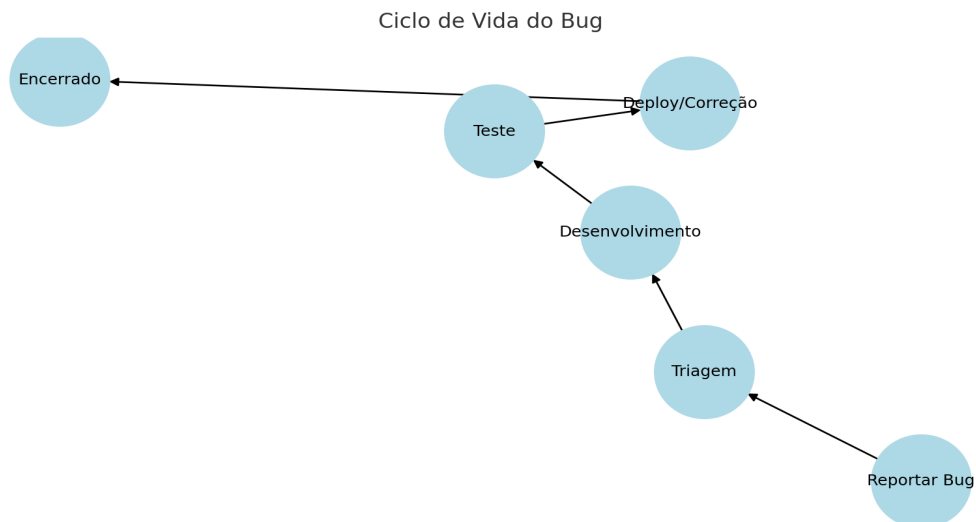 Ciclo de Vida do Bug
Encerrado
Deploy/Correção
Teste
Desenvolvimento
Triagem
Reportar Bug